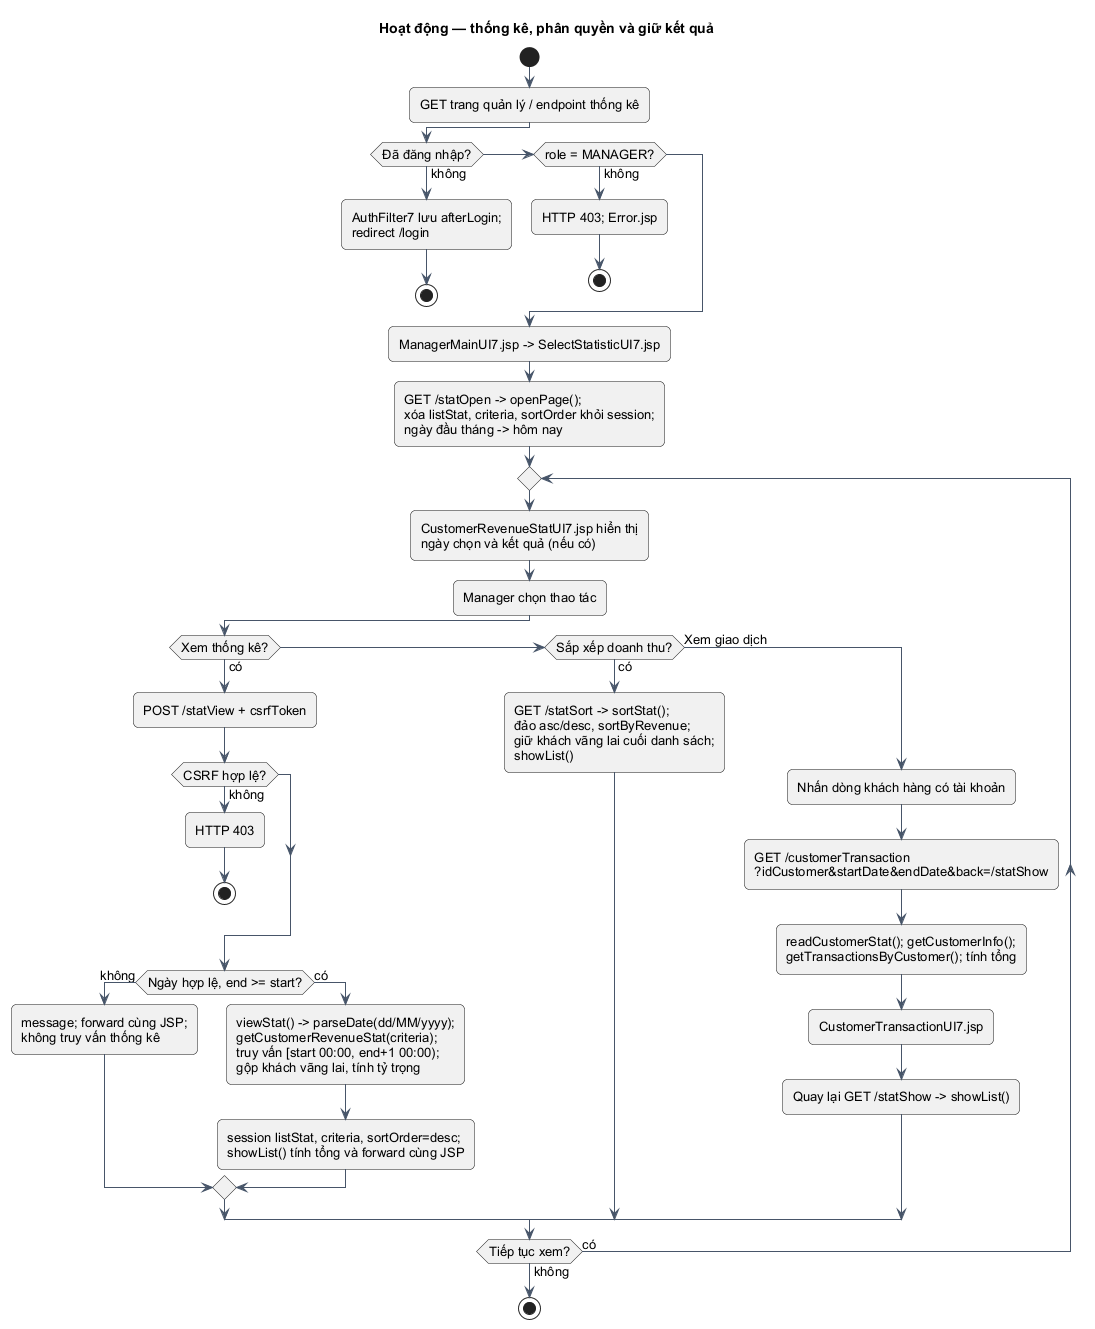 Hoạt động — thống kê, phân quyền và giữ kết quả
GET trang quản lý / endpoint thống kê
Đã đăng nhập?
role = MANAGER?
không
không
AuthFilter7 lưu afterLogin;
redirect /login
HTTP 403; Error.jsp
ManagerMainUI7.jsp -> SelectStatisticUI7.jsp
GET /statOpen -> openPage();
xóa listStat, criteria, sortOrder khỏi session;
ngày đầu tháng -> hôm nay
CustomerRevenueStatUI7.jsp hiển thị
ngày chọn và kết quả (nếu có)
Manager chọn thao tác
Xem thống kê?
có
Sắp xếp doanh thu?
có
Xem giao dịch
POST /statView + csrfToken
CSRF hợp lệ?
không
HTTP 403
GET /statSort -> sortStat();
đảo asc/desc, sortByRevenue;
giữ khách vãng lai cuối danh sách;
showList()
Nhấn dòng khách hàng có tài khoản
GET /customerTransaction
?idCustomer&startDate&endDate&back=/statShow
readCustomerStat(); getCustomerInfo();
getTransactionsByCustomer(); tính tổng
CustomerTransactionUI7.jsp
Quay lại GET /statShow -> showList()
không
Ngày hợp lệ, end >= start?
có
message; forward cùng JSP;
không truy vấn thống kê
viewStat() -> parseDate(dd/MM/yyyy);
getCustomerRevenueStat(criteria);
truy vấn [start 00:00, end+1 00:00);
gộp khách vãng lai, tính tỷ trọng
session listStat, criteria, sortOrder=desc;
showList() tính tổng và forward cùng JSP
Tiếp tục xem?
có
không